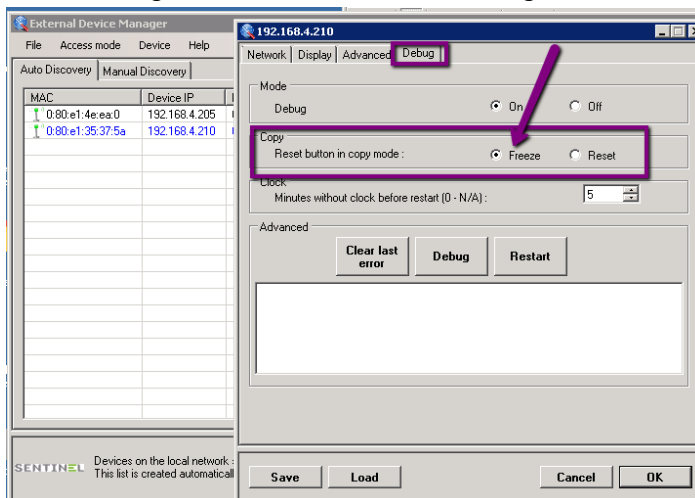 External Device Manager
File Access mode Device Help
Auto Discovery Manual Discovery
MAC Device IP
0:80:e1:4e:ea:0 192.168.4.205
0:80:e1:35:37:5a 192.168.4.210
SENTINEL
Devices on the local network :
This list is created automatical
192.168.4.210
Network Display Advanced Debug
Mode
Debug On Off
Copy
Reset button in copy mode : Freeze Reset
Clock
Minutes without clock before restart (0 - N/A) : 5
Advanced
Clear last
error
Debug
Restart
Save Load Cancel OK